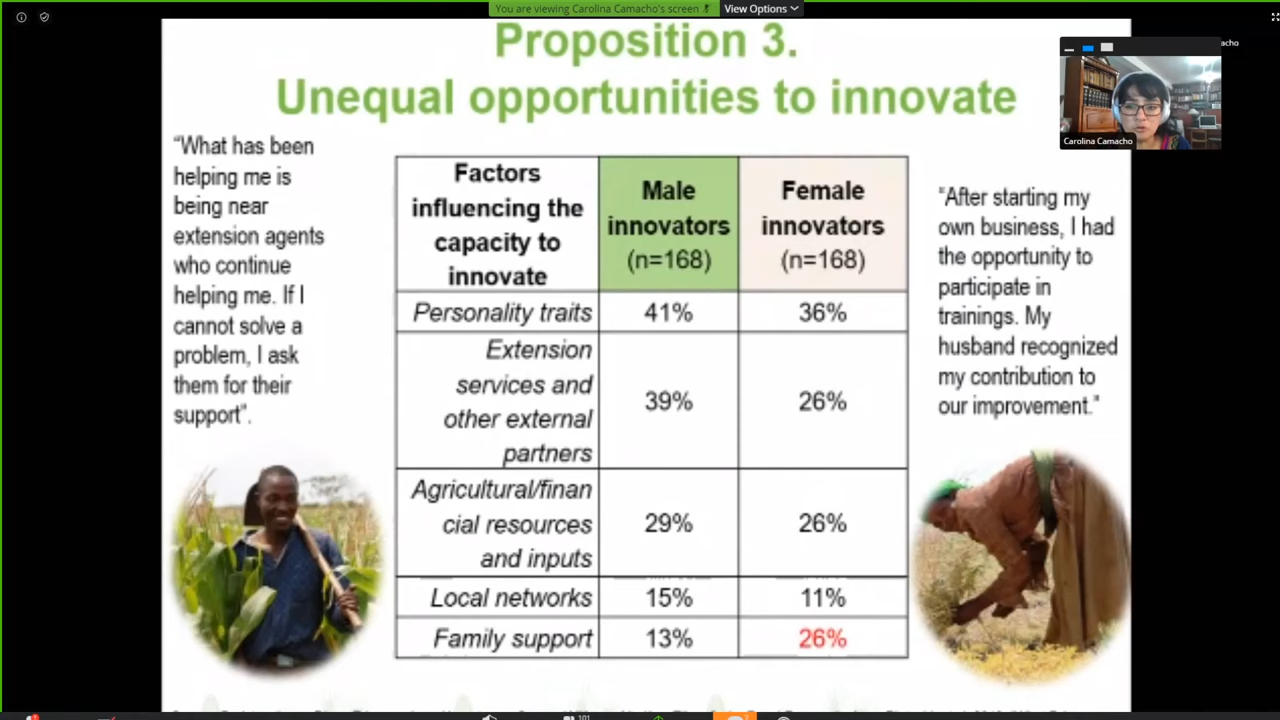 You are viewing Carolina Camacho's screen
View Options
Proposition 3.
Unequal opportunities to innovate
acho
Carolina Camacho
"What has been
helping me is
being near
extension agents
who continue
helping me. If I
cannot solve a
problem, I ask
them for their
support".
Factors
influencing the
capacity to
innovate
Male
innovators
(n=168)
Female
innovators
(n=168)
Personality traits
41%
36%
Extension
services and
other external
partners
39%
26%
Agricultural/finan
cial resources
and inputs
29%
26%
Local networks
15%
11%
Family support
13%
26%
"After starting my
own business, I had
the opportunity to
participate in
trainings. My
husband recognized
my contribution to
our improvement."
101